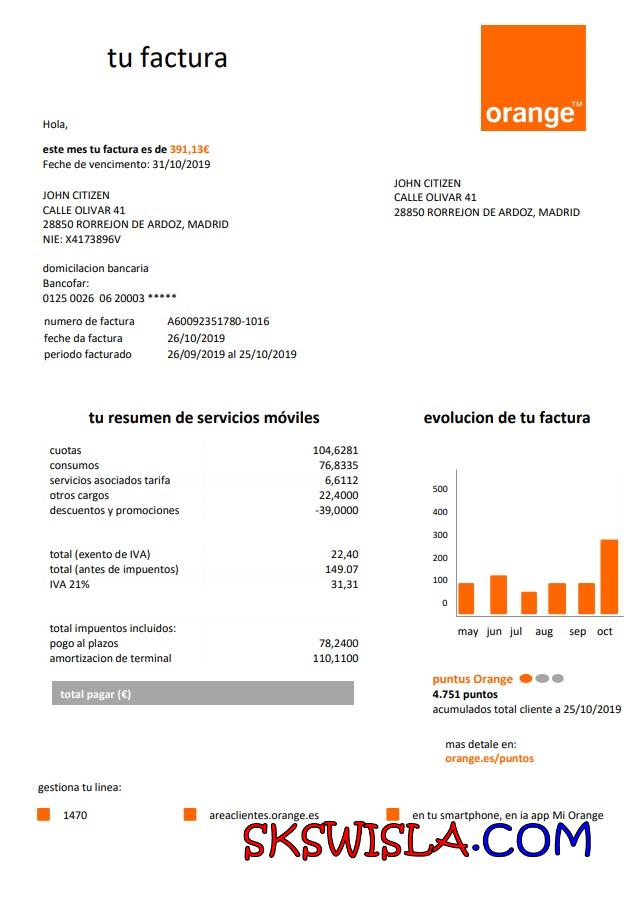 tu factura
orange™
Hola,
este mes tu factura es de 391,13€
Feche de vencimento: 31/10/2019
JOHN CITIZEN
CALLE OLIVAR 41
28850 RORREJON DE ARDOZ, MADRID
NIE: X4173896V
JOHN CITIZEN
CALLE OLIVAR 41
28850 RORREJON DE ARDOZ, MADRID
domicilacion bancaria
Bancofar:
0125 0026 06 20003 *****
numero de factura A60092351780-1016
feche da factura 26/10/2019
periodo facturado 26/09/2019 al 25/10/2019
tu resumen de servicios móviles
cuotas 104,6281
consumos 76,8335
servicios asociados tarifa 6,6112
otros cargos 22,4000
descuentos y promociones -39,0000
total (exento de IVA) 22,40
total (antes de impuentos) 149.07
IVA 21% 31,31
total impuentos incluidos:
pogo al plazos 78,2400
amortizacion de terminal 110,1100
total pagar (€)
evolucion de tu factura
500
400
300
200
100
0
may jun jul aug sep oct
puntus Orange
4.751 puntos
acumulados total cliente a 25/10/2019
mas detale en:
orange.es/puntos
gestiona tu linea:
1470 areaclientes.orange.es en tu smartphone, en ia app Mi Orange
SKSWISLA.COM